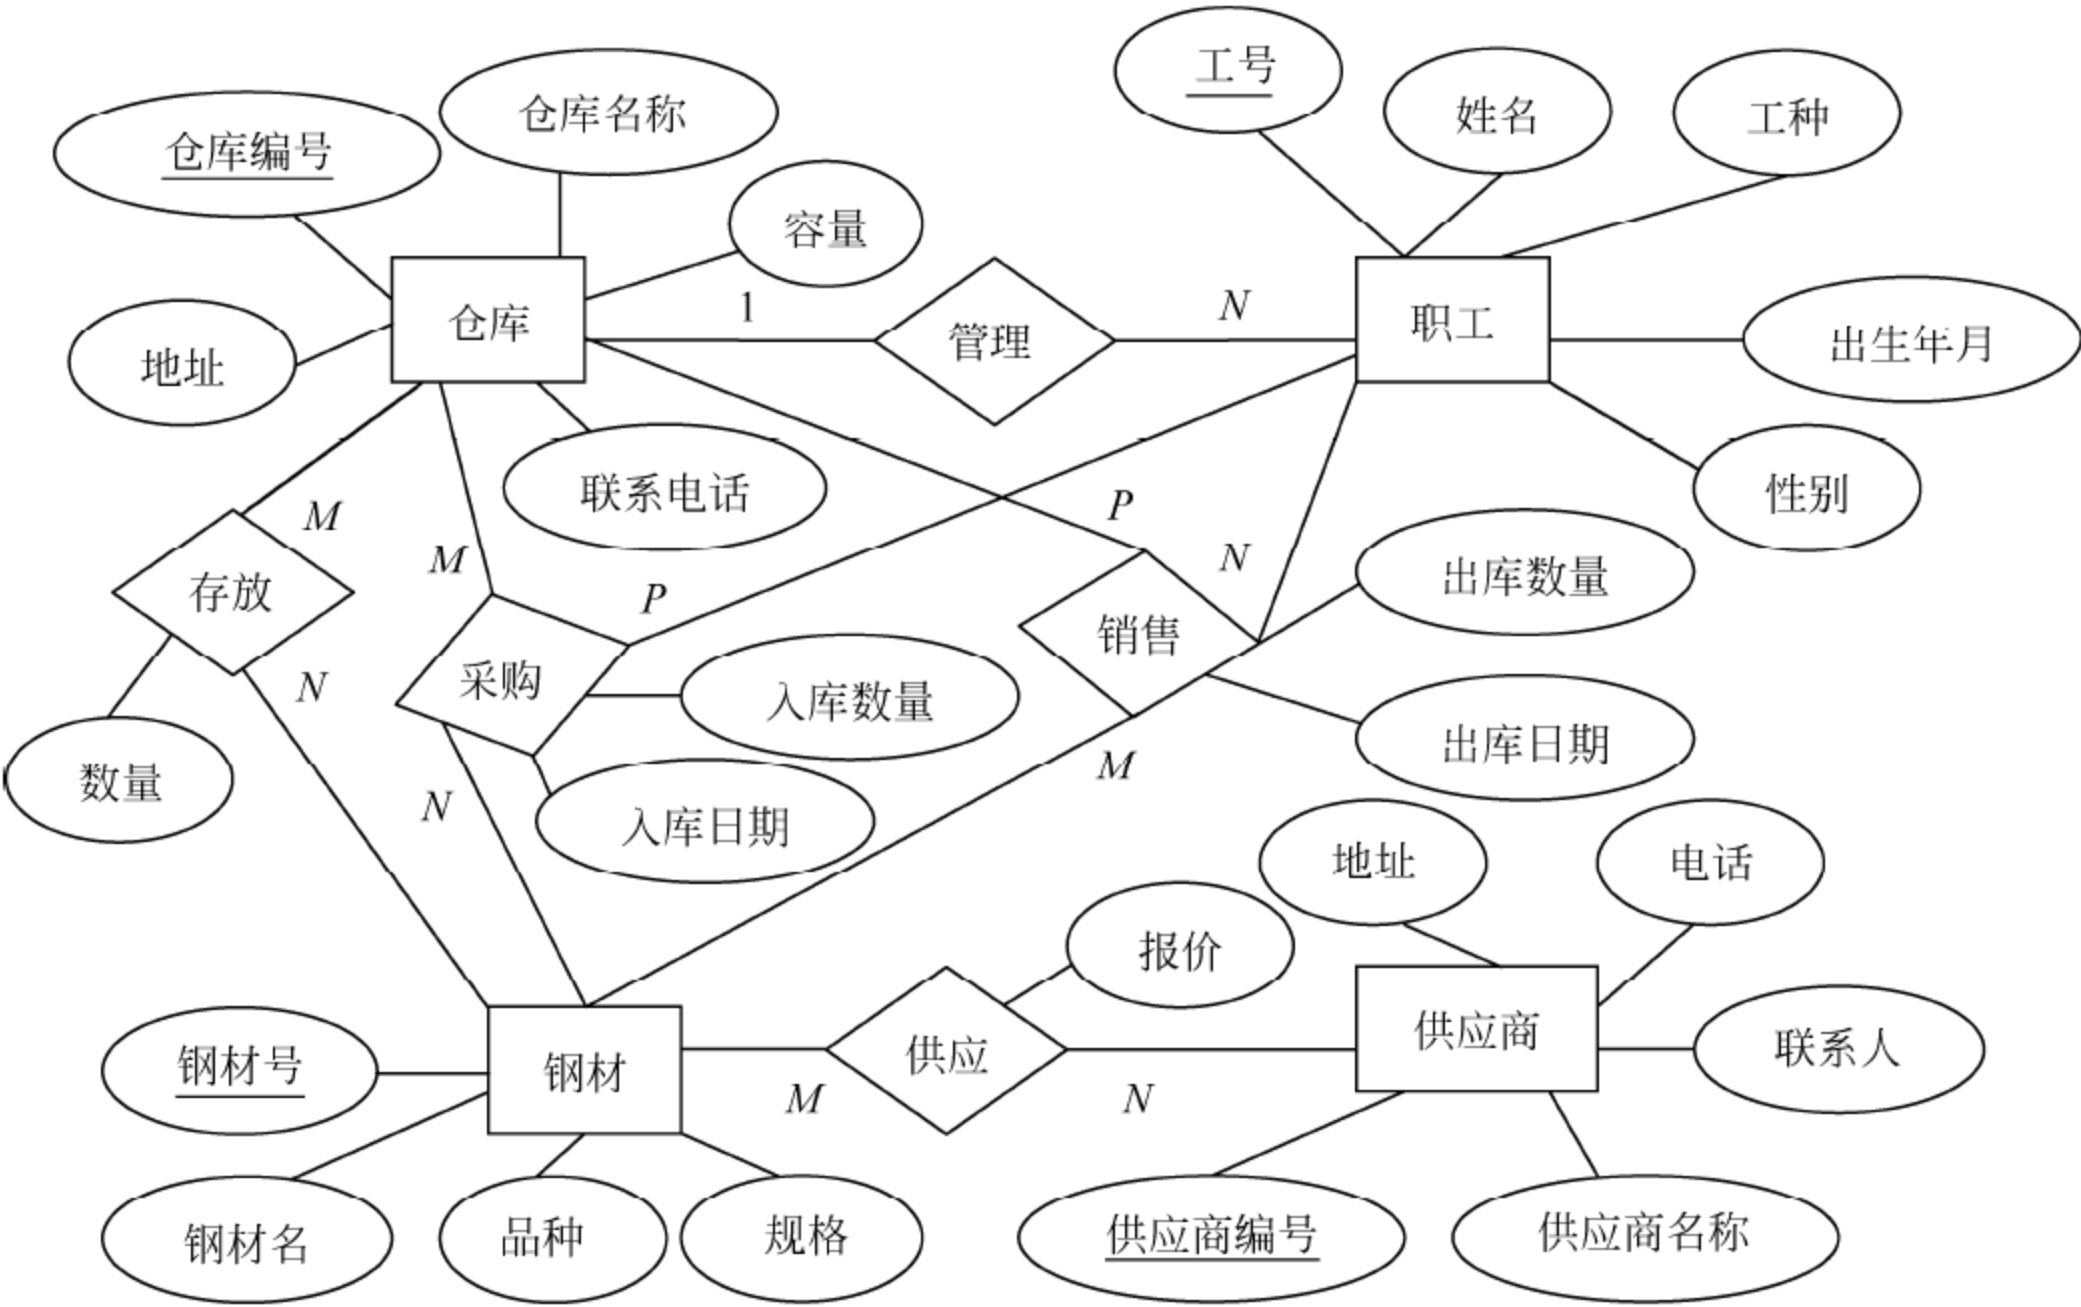 工号
仓库名称
姓名
工种
仓库编号
容量
1
N
仓库
职工
管理
出生年月
地址
联系电话
性别
M
P
M
N
出库数量
存放
P
销售
采购
N
入库数量
出库日期
M
数量
N
入库日期
地址
电话
报价
供应商
联系人
钢材号
钢材
供应
M
N
钢材名
品种
规格
供应商编号
供应商名称